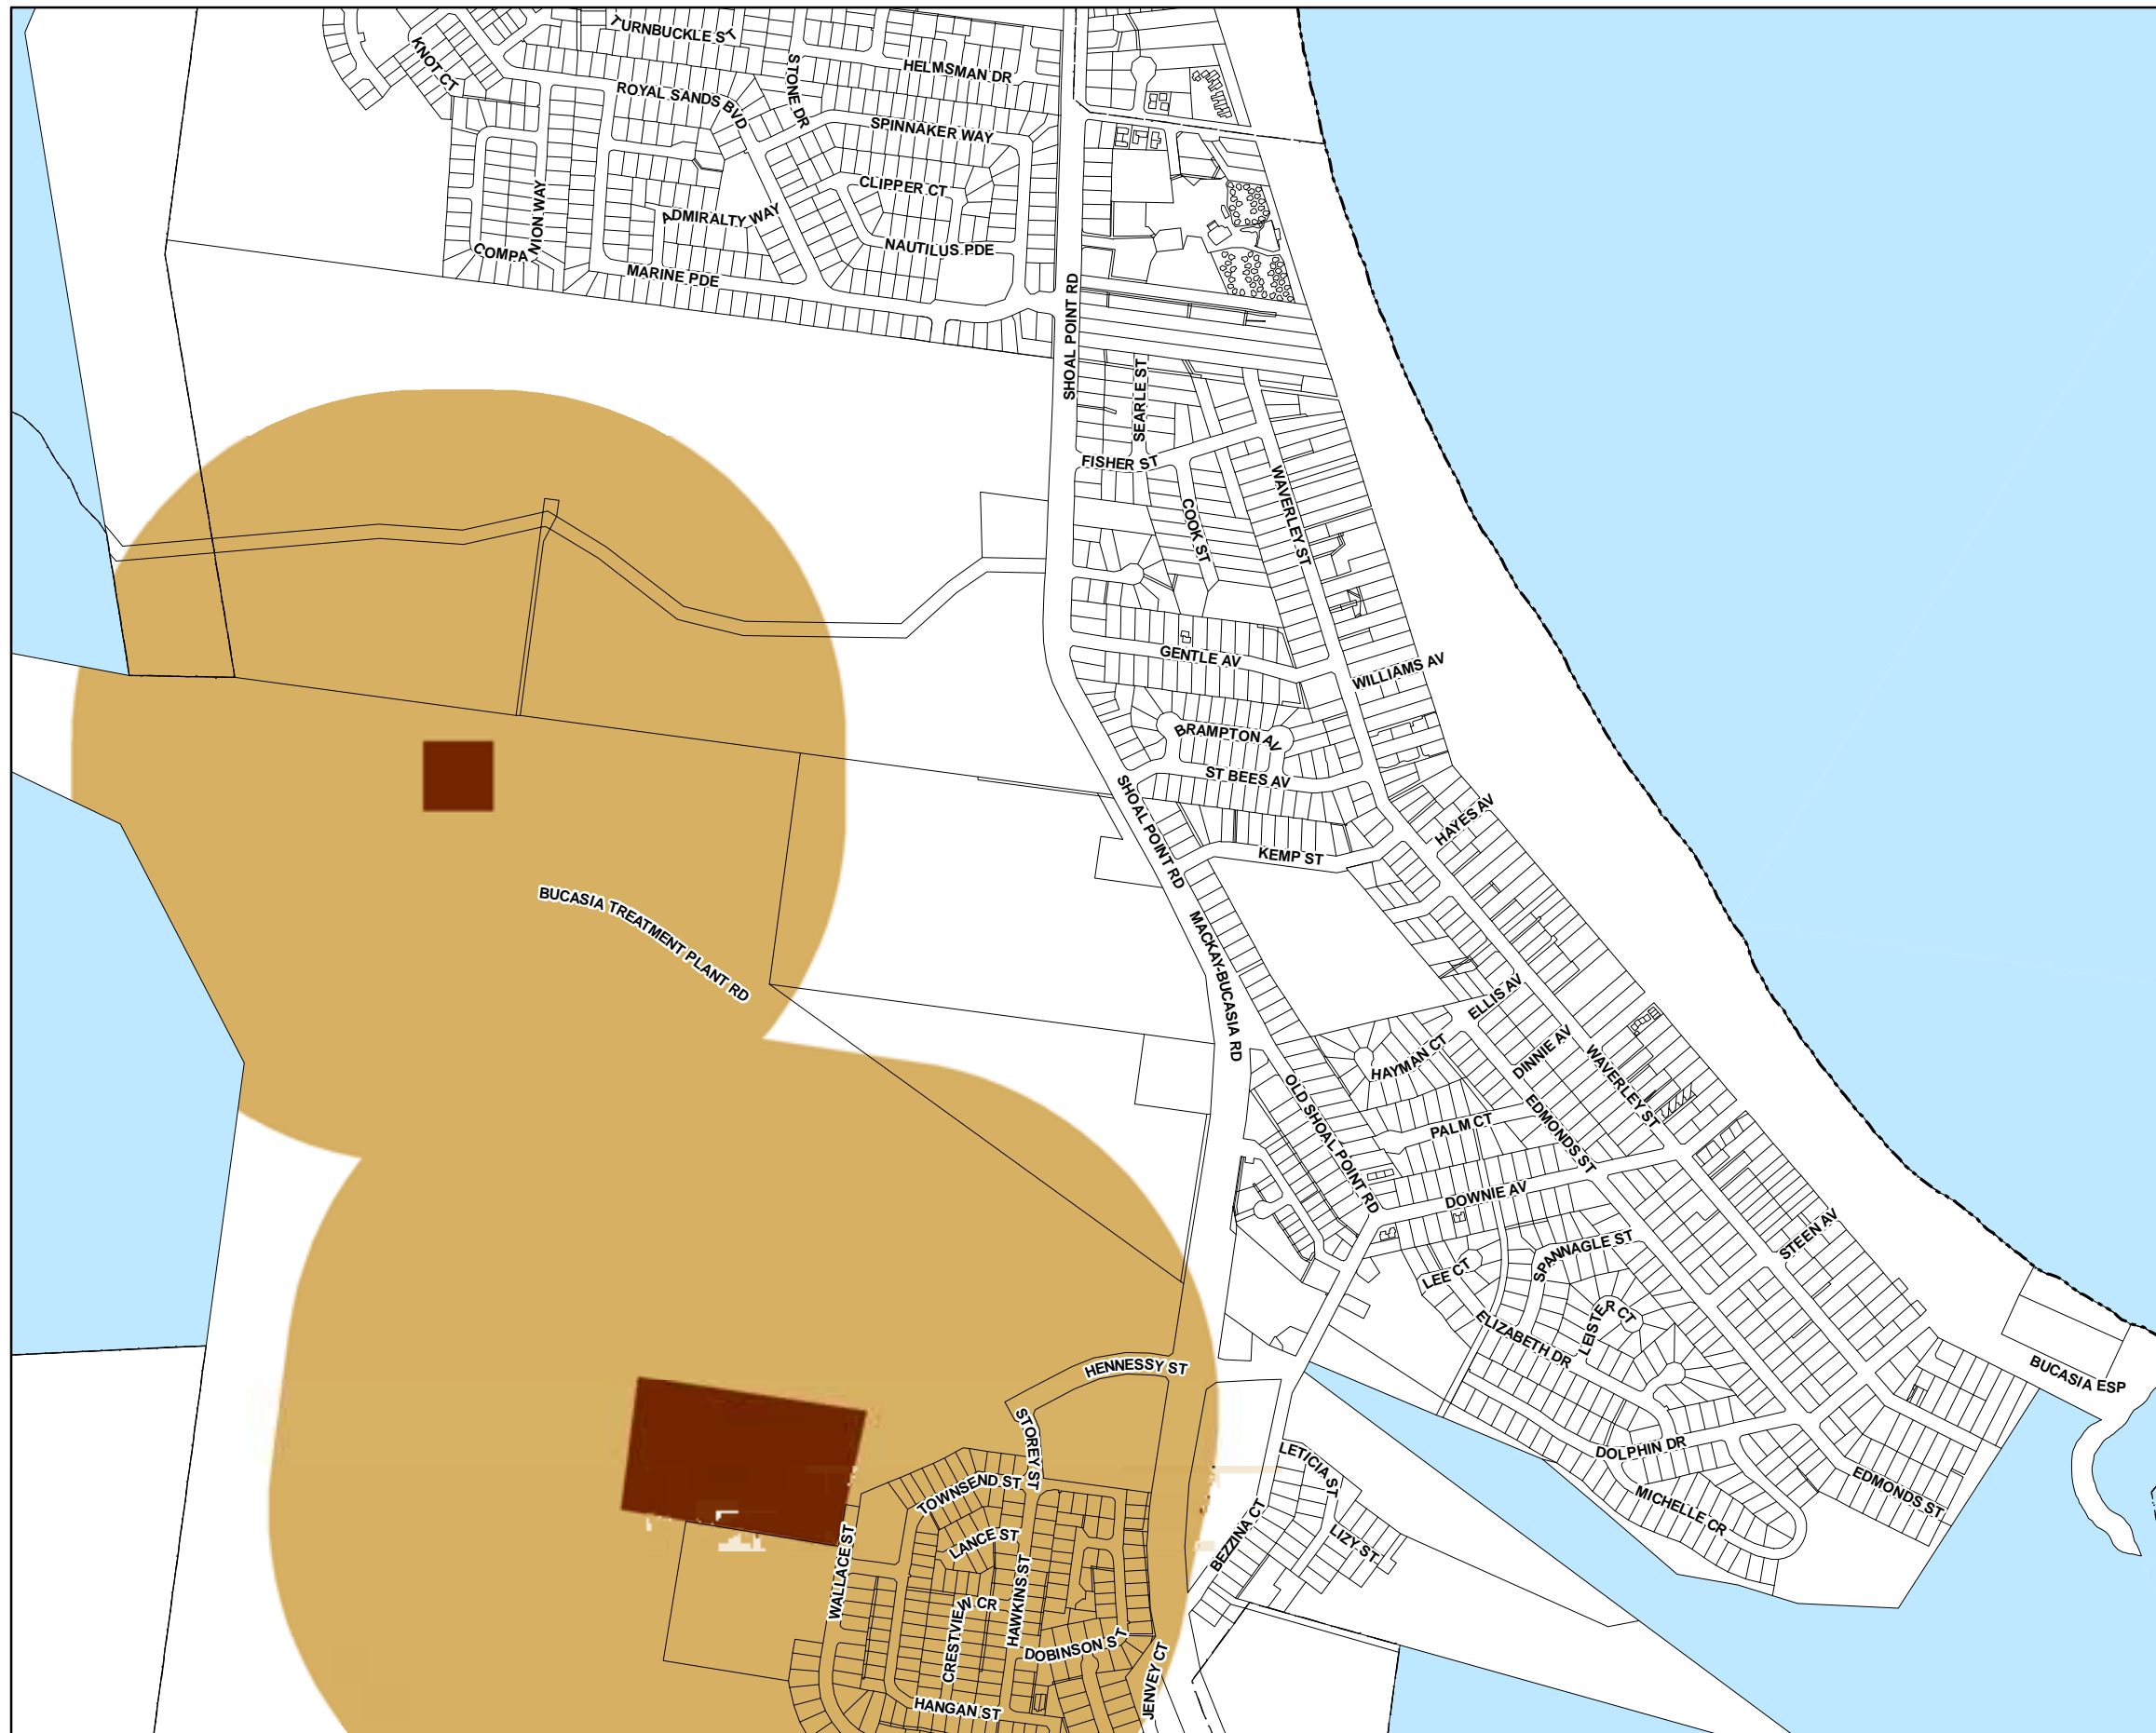 TURNBUCKLE ST
KNOT CT
STONE DR
HELMSMAN DR
ROYAL SANDS BVD
SPINNAKER WAY
CLIPPER CT
ADMIRALTY WAY
COMPANION WAY
NAUTILUS PDE
MARINE PDE
SHOAL POINT RD
SEARLE ST
FISHER ST
COOK ST
WAVERLEY ST
GENTLE AV
WILLIAMS AV
BRAMPTON AV
ST BEES AV
SHOAL POINT RD
HAYES AV
KEMP ST
BUCASIA TREATMENT PLANT RD
MACKAY-BUCASIA RD
ELLIS AV
DINNIE AV
HAYMAN CT
WAVERLEY ST
OLD SHOAL POINT RD
PALM CT
EDMONDS ST
DOWNIE AV
STEEN AV
SPANNAGLE ST
LEE CT
LEISTER CT
ELIZABETH DR
HENNESSY ST
BUCASIA ESP
STOREY ST
DOLPHIN DR
LETICIA ST
TOWNSEND ST
EDMONDS ST
MICHELLE CR
LANCE ST
BEZZINA CT
LIZY ST
WALLACE ST
HAWKINS ST
CRESTVIEW CR
DOBINSON ST
JENVEY CT
HANGAN ST